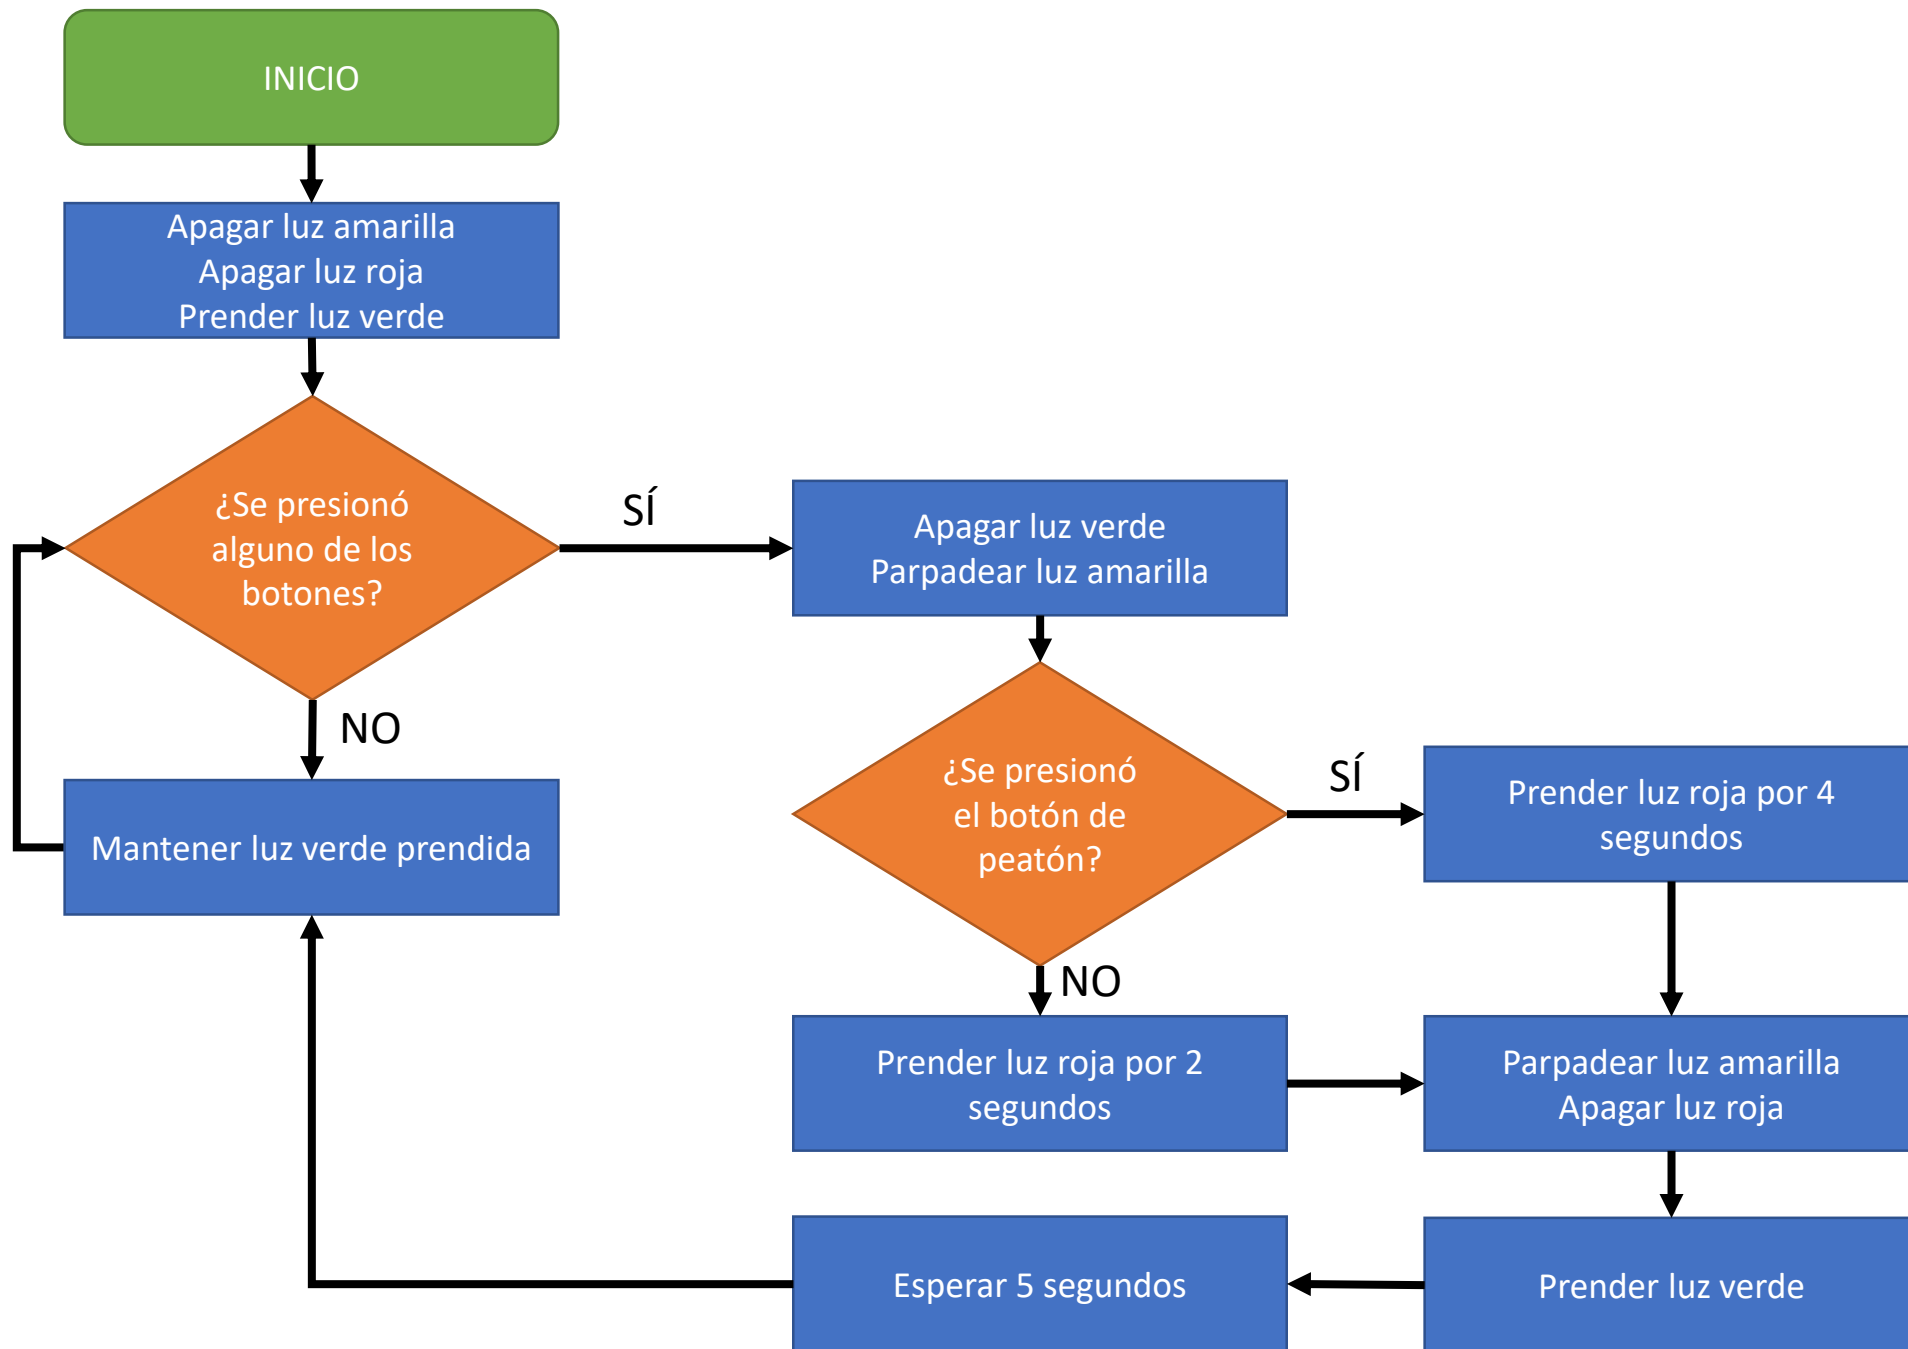 INICIO
Apagar luz amarilla
Apagar luz roja
Prender luz verde
¿Se presionó
alguno de los
botones?
SÍ
NO
Mantener luz verde prendida
Apagar luz verde
Parpadear luz amarilla
¿Se presionó
el botón de
peatón?
SÍ
NO
Prender luz roja por 4
segundos
Prender luz roja por 2
segundos
Parpadear luz amarilla
Apagar luz roja
Prender luz verde
Esperar 5 segundos